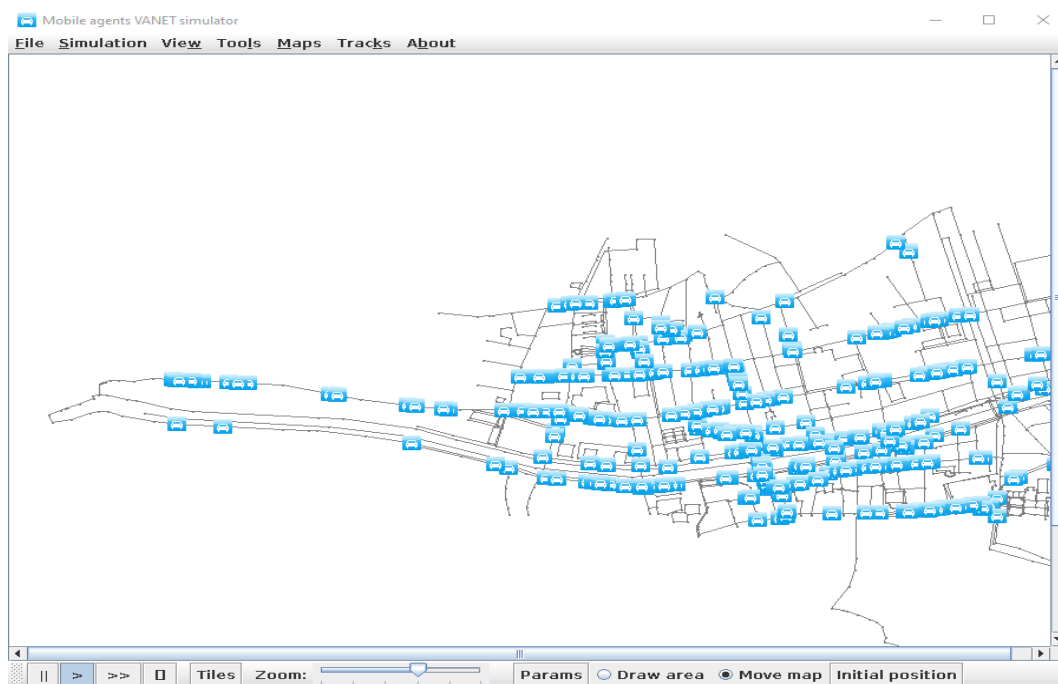 Mobile agents VANET simulator
File Simulation View Tools Maps Tracks About
|| > >> Tiles Zoom: Params Draw area Move map Initial position